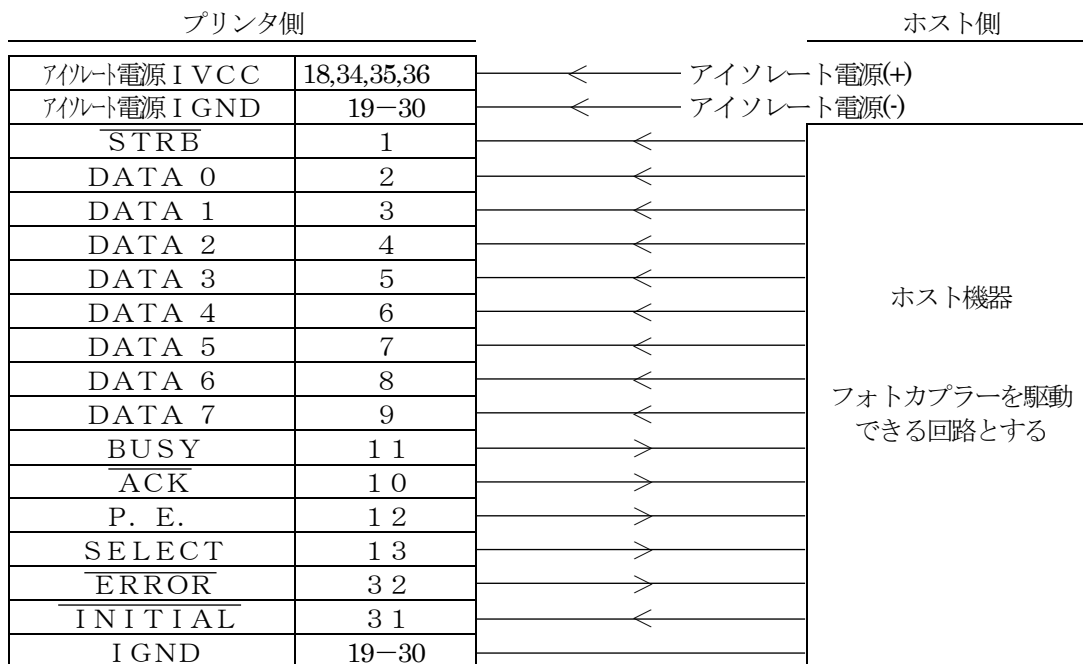 プリンタ側 ホスト側
アイソレート電源ＩＶＣＣ 18,34,35,36 アイソレート電源(+)
アイソレート電源ＩＧＮＤ 19－30 アイソレート電源(-)
ＳＴＲＢ １
ＤＡＴＡ ０ ２
ＤＡＴＡ １ ３
ＤＡＴＡ ２ ４
ＤＡＴＡ ３ ５
ＤＡＴＡ ４ ６
ＤＡＴＡ ５ ７
ＤＡＴＡ ６ ８
ＤＡＴＡ ７ ９
ＢＵＳＹ １１
ＡＣＫ １０
Ｐ．Ｅ． １２
ＳＥＬＥＣＴ １３
ＥＲＲＯＲ ３２
ＩＮＩＴＩＡＬ ３１
ＩＧＮＤ 19－30
ホスト機器
フォトカプラーを駆動
できる回路とする